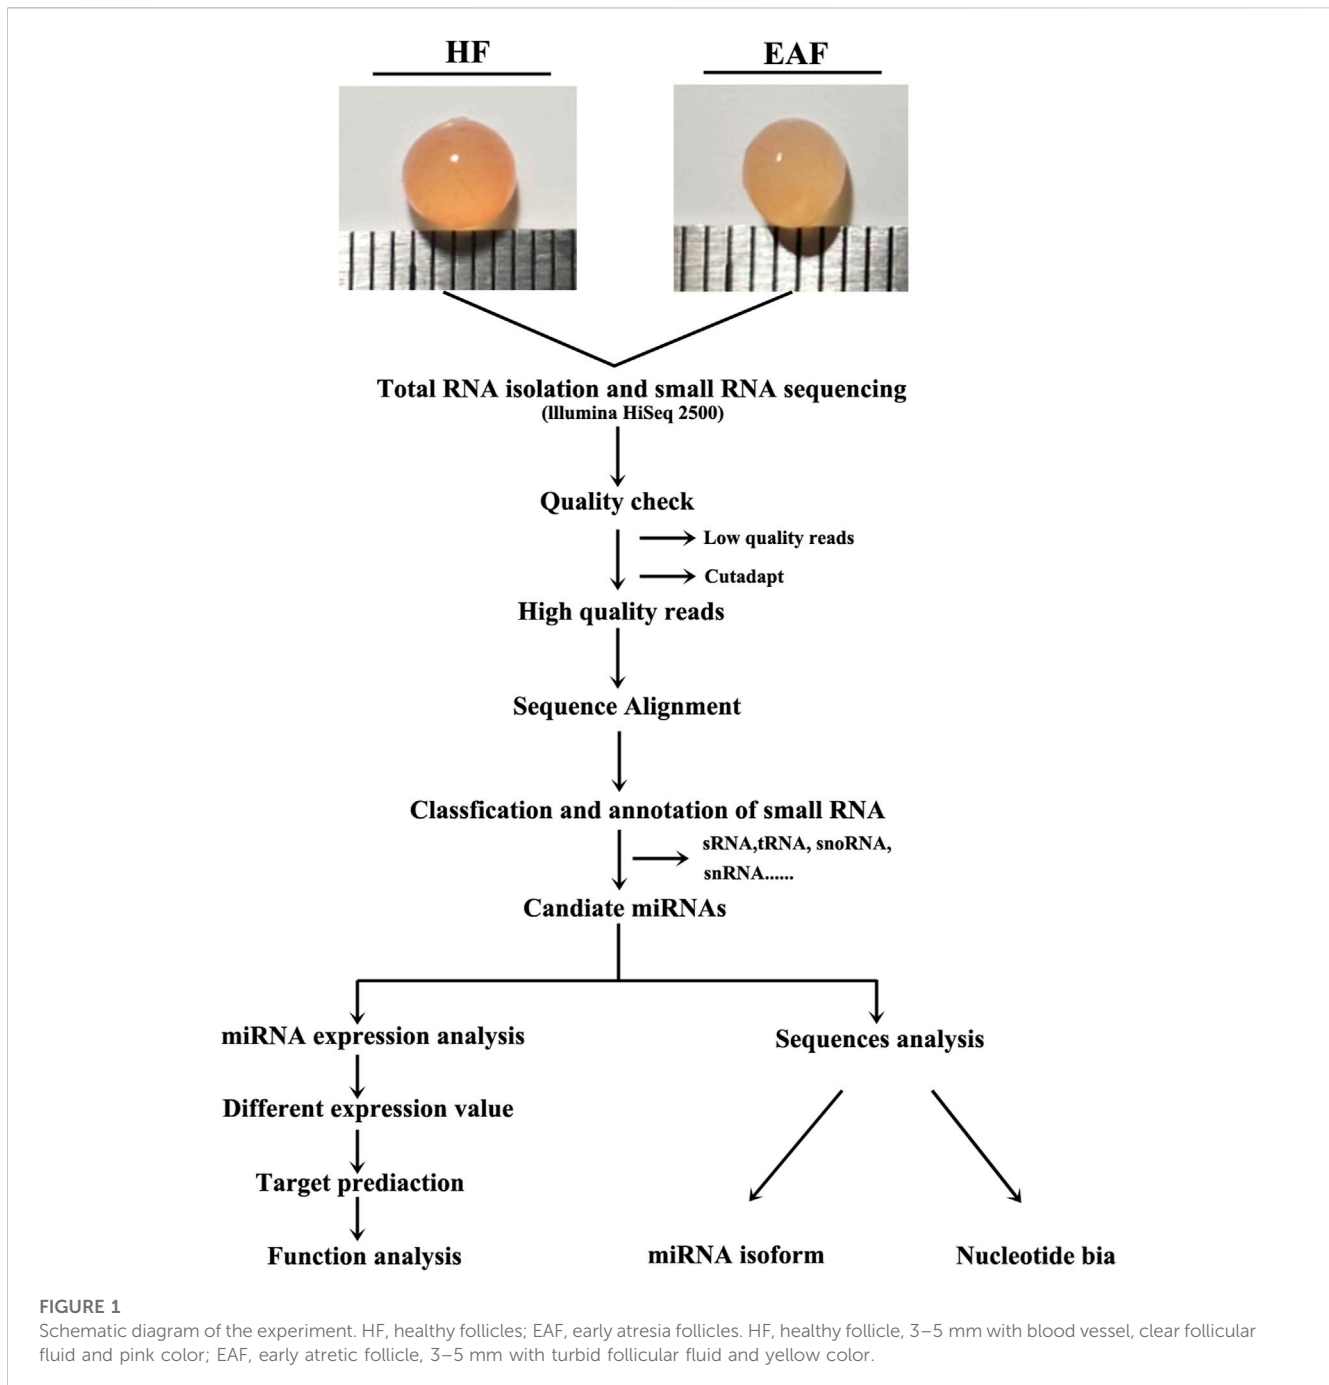 HF
EAF
Total RNA isolation and small RNA sequencing
(Illumina HiSeq 2500)
Quality check
Low quality reads
Cutadapt
High quality reads
Sequence Alignment
Classfication and annotation of small RNA
sRNA,tRNA, snoRNA,
snRNA......
Candiate miRNAs
miRNA expression analysis
Sequences analysis
Different expression value
Target prediaction
Function analysis
miRNA isoform
Nucleotide bia
FIGURE 1
Schematic diagram of the experiment. HF, healthy follicles; EAF, early atresia follicles. HF, healthy follicle, 3–5 mm with blood vessel, clear follicular
fluid and pink color; EAF, early atretic follicle, 3–5 mm with turbid follicular fluid and yellow color.